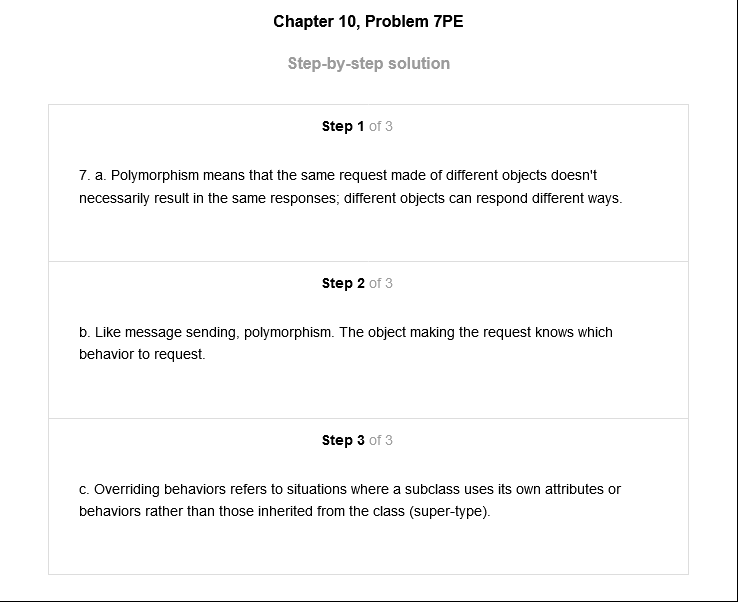 Chapter 10, Problem 7PE
Step-by-step solution
Step 1 of 3
7. a. Polymorphism means that the same request made of different objects doesn't
necessarily result in the same responses; different objects can respond different ways.
Step 2 of 3
b. Like message sending, polymorphism. The object making the request knows which
behavior to request.
Step 3 of 3
c. Overriding behaviors refers to situations where a subclass uses its own attributes or
behaviors rather than those inherited from the class (super-type).